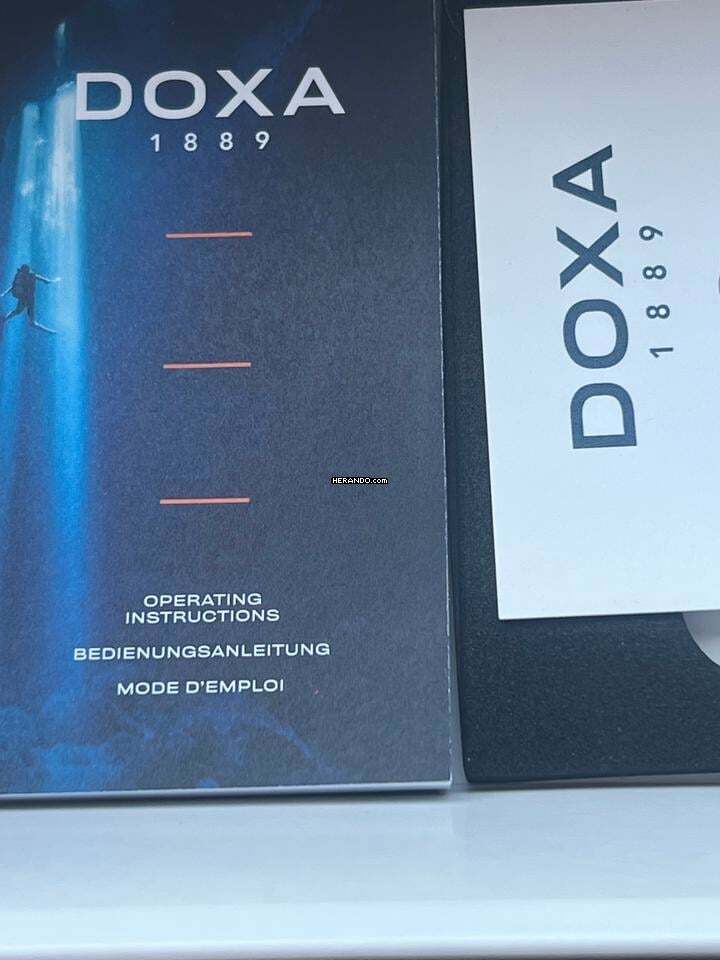 DOXA
1889
OPERATING
INSTRUCTIONS
BEDIENUNGSANLEITUNG
MODE D'EMPLOI
DOXA
1889
HERANDO.com